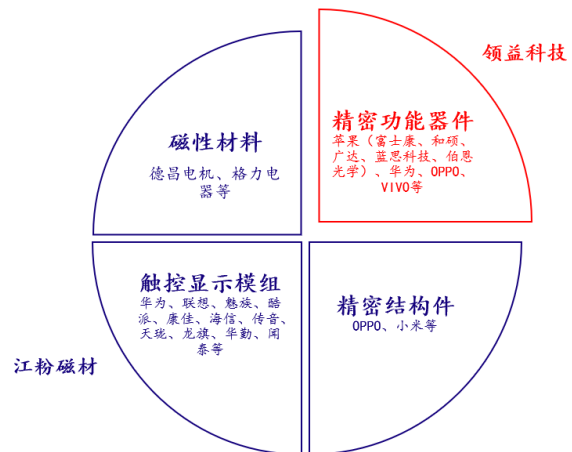 领益科技
精密功能器件
苹果（富士康、和硕、
广达、蓝思科技、伯恩
光学）、华为、OPPO、
VIVO等
磁性材料
德昌电机、格力电
器等
触控显示模组
华为、联想、魅族、酷
派、康佳、海信、传音、
天珑、龙旗、华勤、闻
泰等
精密结构件
OPPO、小米等
江粉磁材